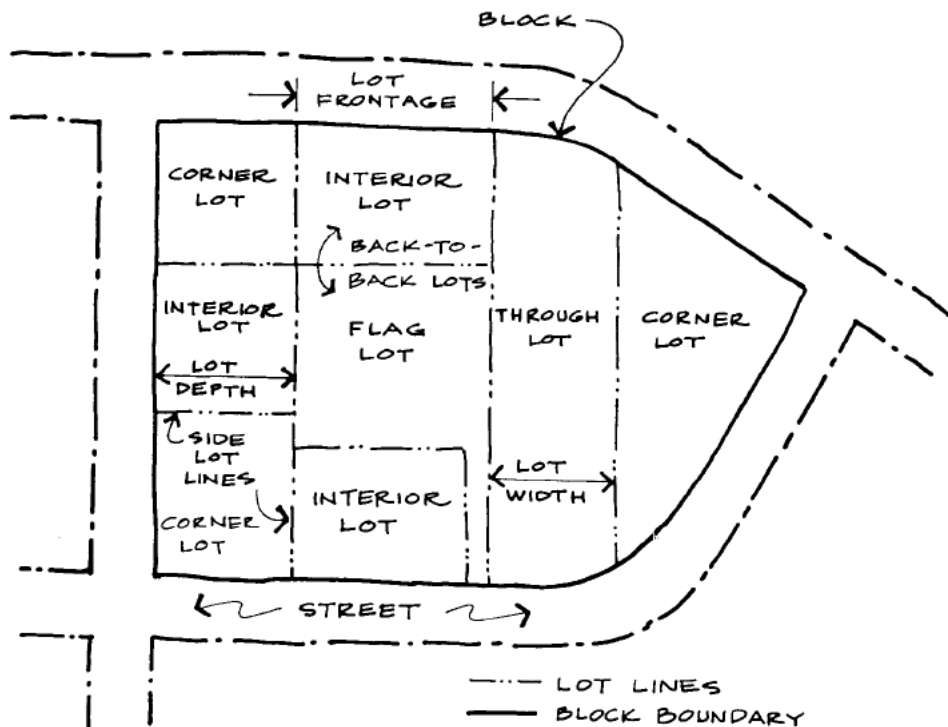 BLOCK
LOT
FRONTAGE
CORNER
LOT
INTERIOR
LOT
BACK-TO-
BACK LOTS
INTERIOR
LOT
FLAG
LOT
THROUGH
LOT
CORNER
LOT
LOT
DEPTH
SIDE
LOT
LINES
LOT
WIDTH
INTERIOR
LOT
CORNER
LOT
STREET
LOT LINES
BLOCK BOUNDARY